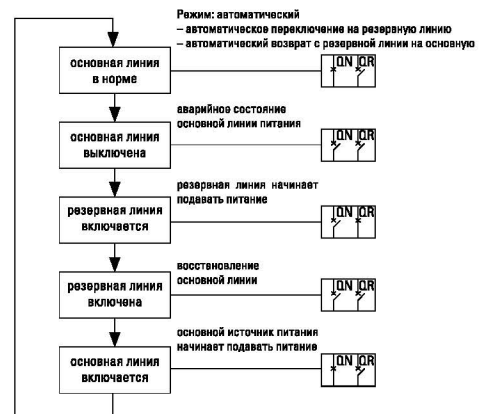 Режим: автоматический
– автоматическое переключение на резервную линию
– автоматический возврат с резервной линии на основную
основная линия
в норме
QN QR
аварийное состояние
основной линии питания
основная линия
выключена
QN QR
резервная линия начинает
подавать питание
резервная линия
включается
QN QR
восстановление
основной линии
резервная линия
включена
QN QR
основной источник питания
начинает подавать питание
основная линия
включается
QN QR